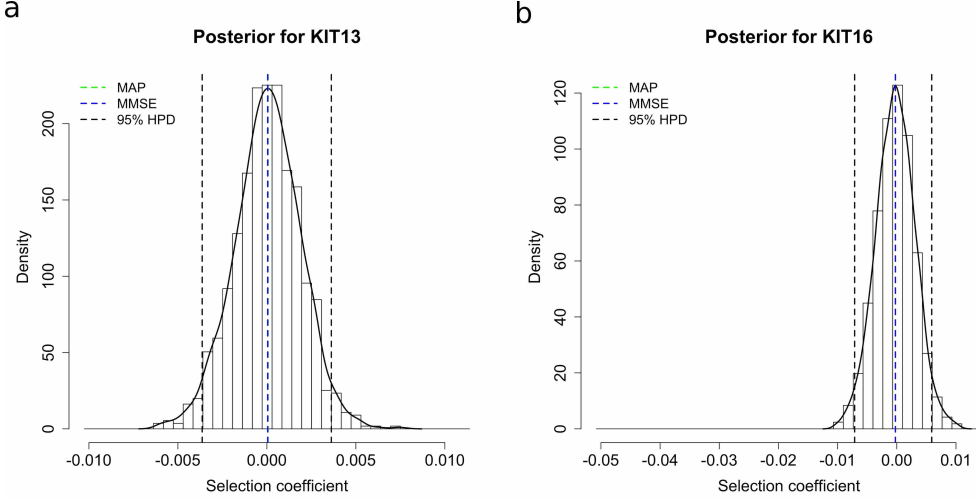 a
Posterior for KIT13
MAP
MMSE
95% HPD
Density
0
50
100
150
200
-0.010
-0.005
0.000
0.005
0.010
Selection coefficient
b
Posterior for KIT16
MAP
MMSE
95% HPD
Density
0
20
40
60
80
100
120
-0.05
-0.04
-0.03
-0.02
-0.01
0.00
0.01
Selection coefficient